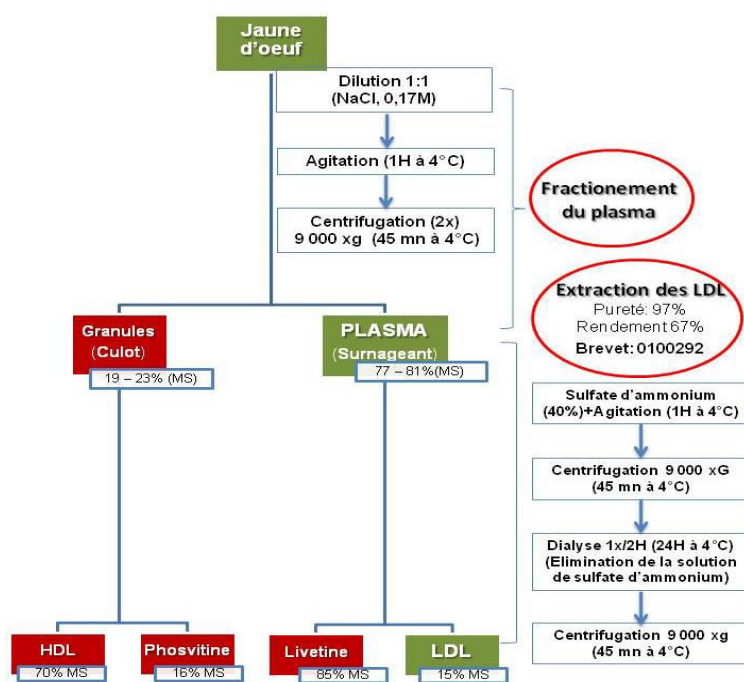 Jaune
d'oeuf
Dilution 1:1
(NaCl, 0,17M)
Agitation (1H à 4°C)
Centrifugation (2x)
9 000 xg (45 mn à 4°C)
Fractionement
du plasma
Extraction des LDL
Pureté: 97%
Rendement 67%
Brevet: 0100292
Granules
(Culot)
19 – 23% (MS)
PLASMA
(Surnageant)
77 – 81%(MS)
Sulfate d'ammonium
(40%)+Agitation (1H à 4°C)
Centrifugation 9 000 xG
(45 mn à 4°C)
Dialyse 1x/2H (24H à 4°C)
(Elimination de la solution
de sulfate d'ammonium)
Centrifugation 9 000 xg
(45 mn à 4°C)
HDL
70% MS
Phosvitine
16% MS
Livetine
85% MS
LDL
15% MS